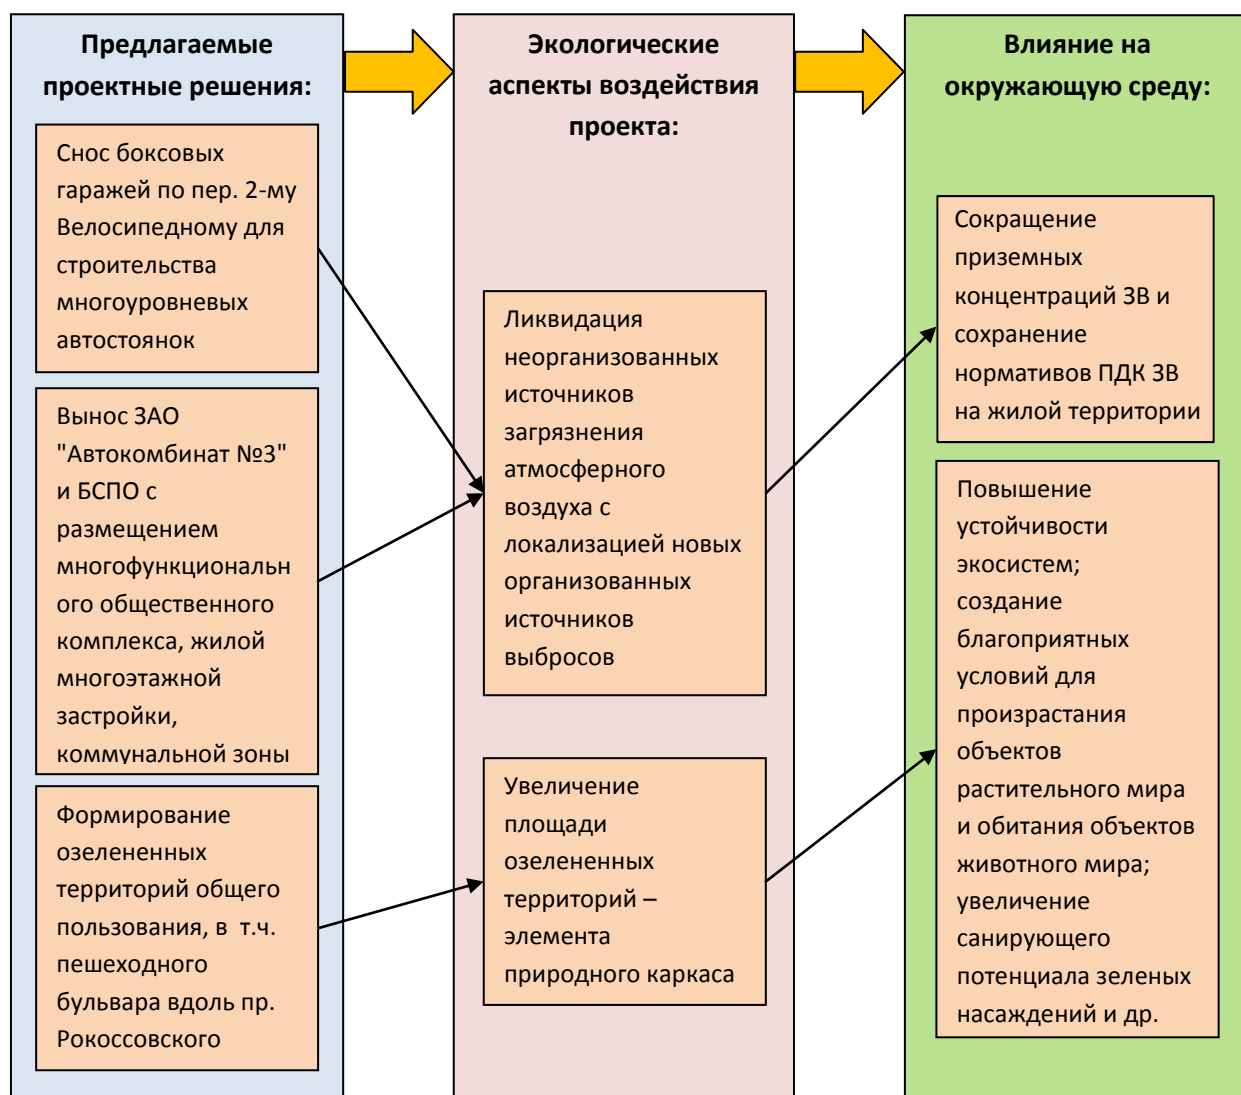 Предлагаемые
проектные решения:
Снос боксовых
гаражей по пер. 2-му
Велосипедному для
строительства
многоуровневых
автостоянок
Вынос ЗАО
"Автокомбинат №3"
и БСПО с
размещением
многофункциональн
ого общественного
комплекса, жилой
многоэтажной
застройки,
коммунальной зоны
Формирование
озелененных
территорий общего
пользования, в т.ч.
пешеходного
бульвара вдоль пр.
Рокоссовского
Экологические
аспекты воздействия
проекта:
Ликвидация
неорганизованных
источников
загрязнения
атмосферного
воздуха с
локализацией новых
организованных
источников
выбросов
Увеличение
площади
озелененных
территорий –
элемента
природного каркаса
Влияние на
окружающую среду:
Сокращение
приземных
концентраций ЗВ и
сохранение
нормативов ПДК ЗВ
на жилой территории
Повышение
устойчивости
экосистем;
создание
благоприятных
условий для
произрастания
объектов
растительного мира
и обитания объектов
животного мира;
увеличение
санирующего
потенциала зеленых
насаждений и др.